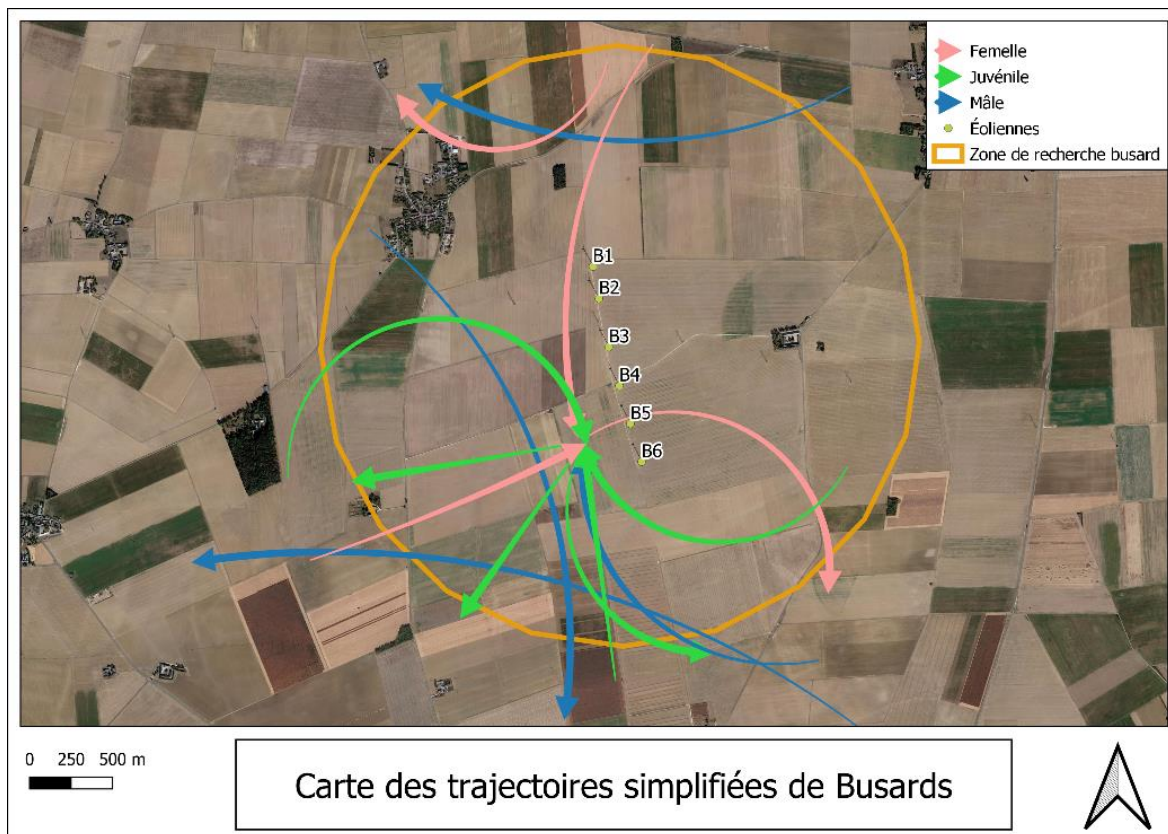 Femelle
Juvénile
Mâle
Éoliennes
Zone de recherche busard
B1
B2
B3
B4
B5
B6
0 250 500 m
Carte des trajectoires simplifiées de Busards